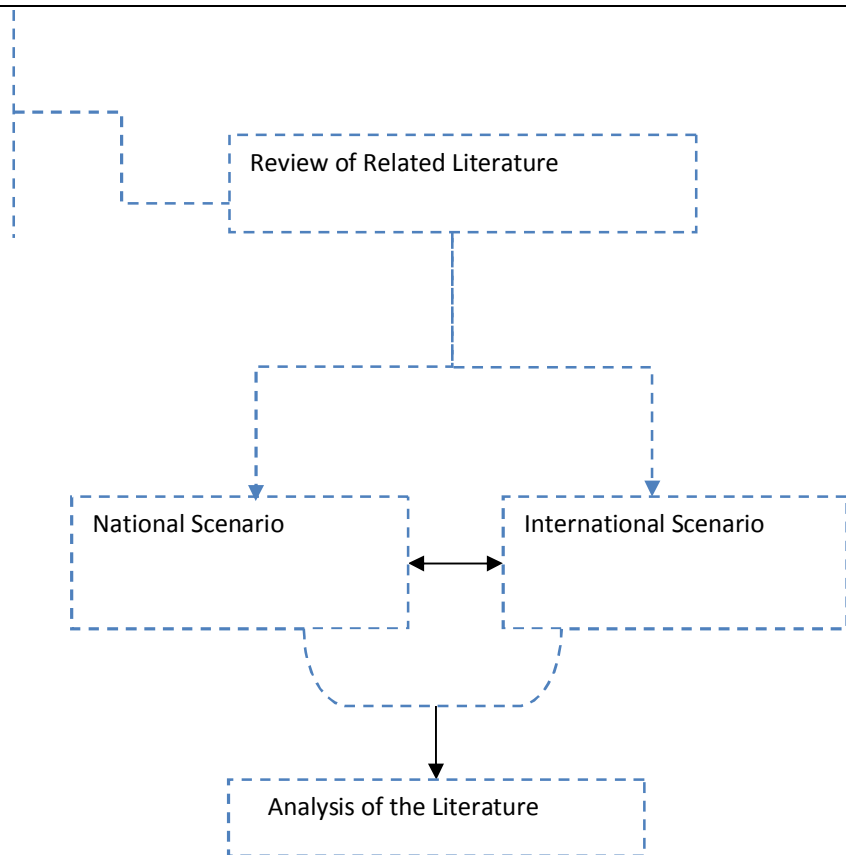 Review of Related Literature
National Scenario
International Scenario
Analysis of the Literature